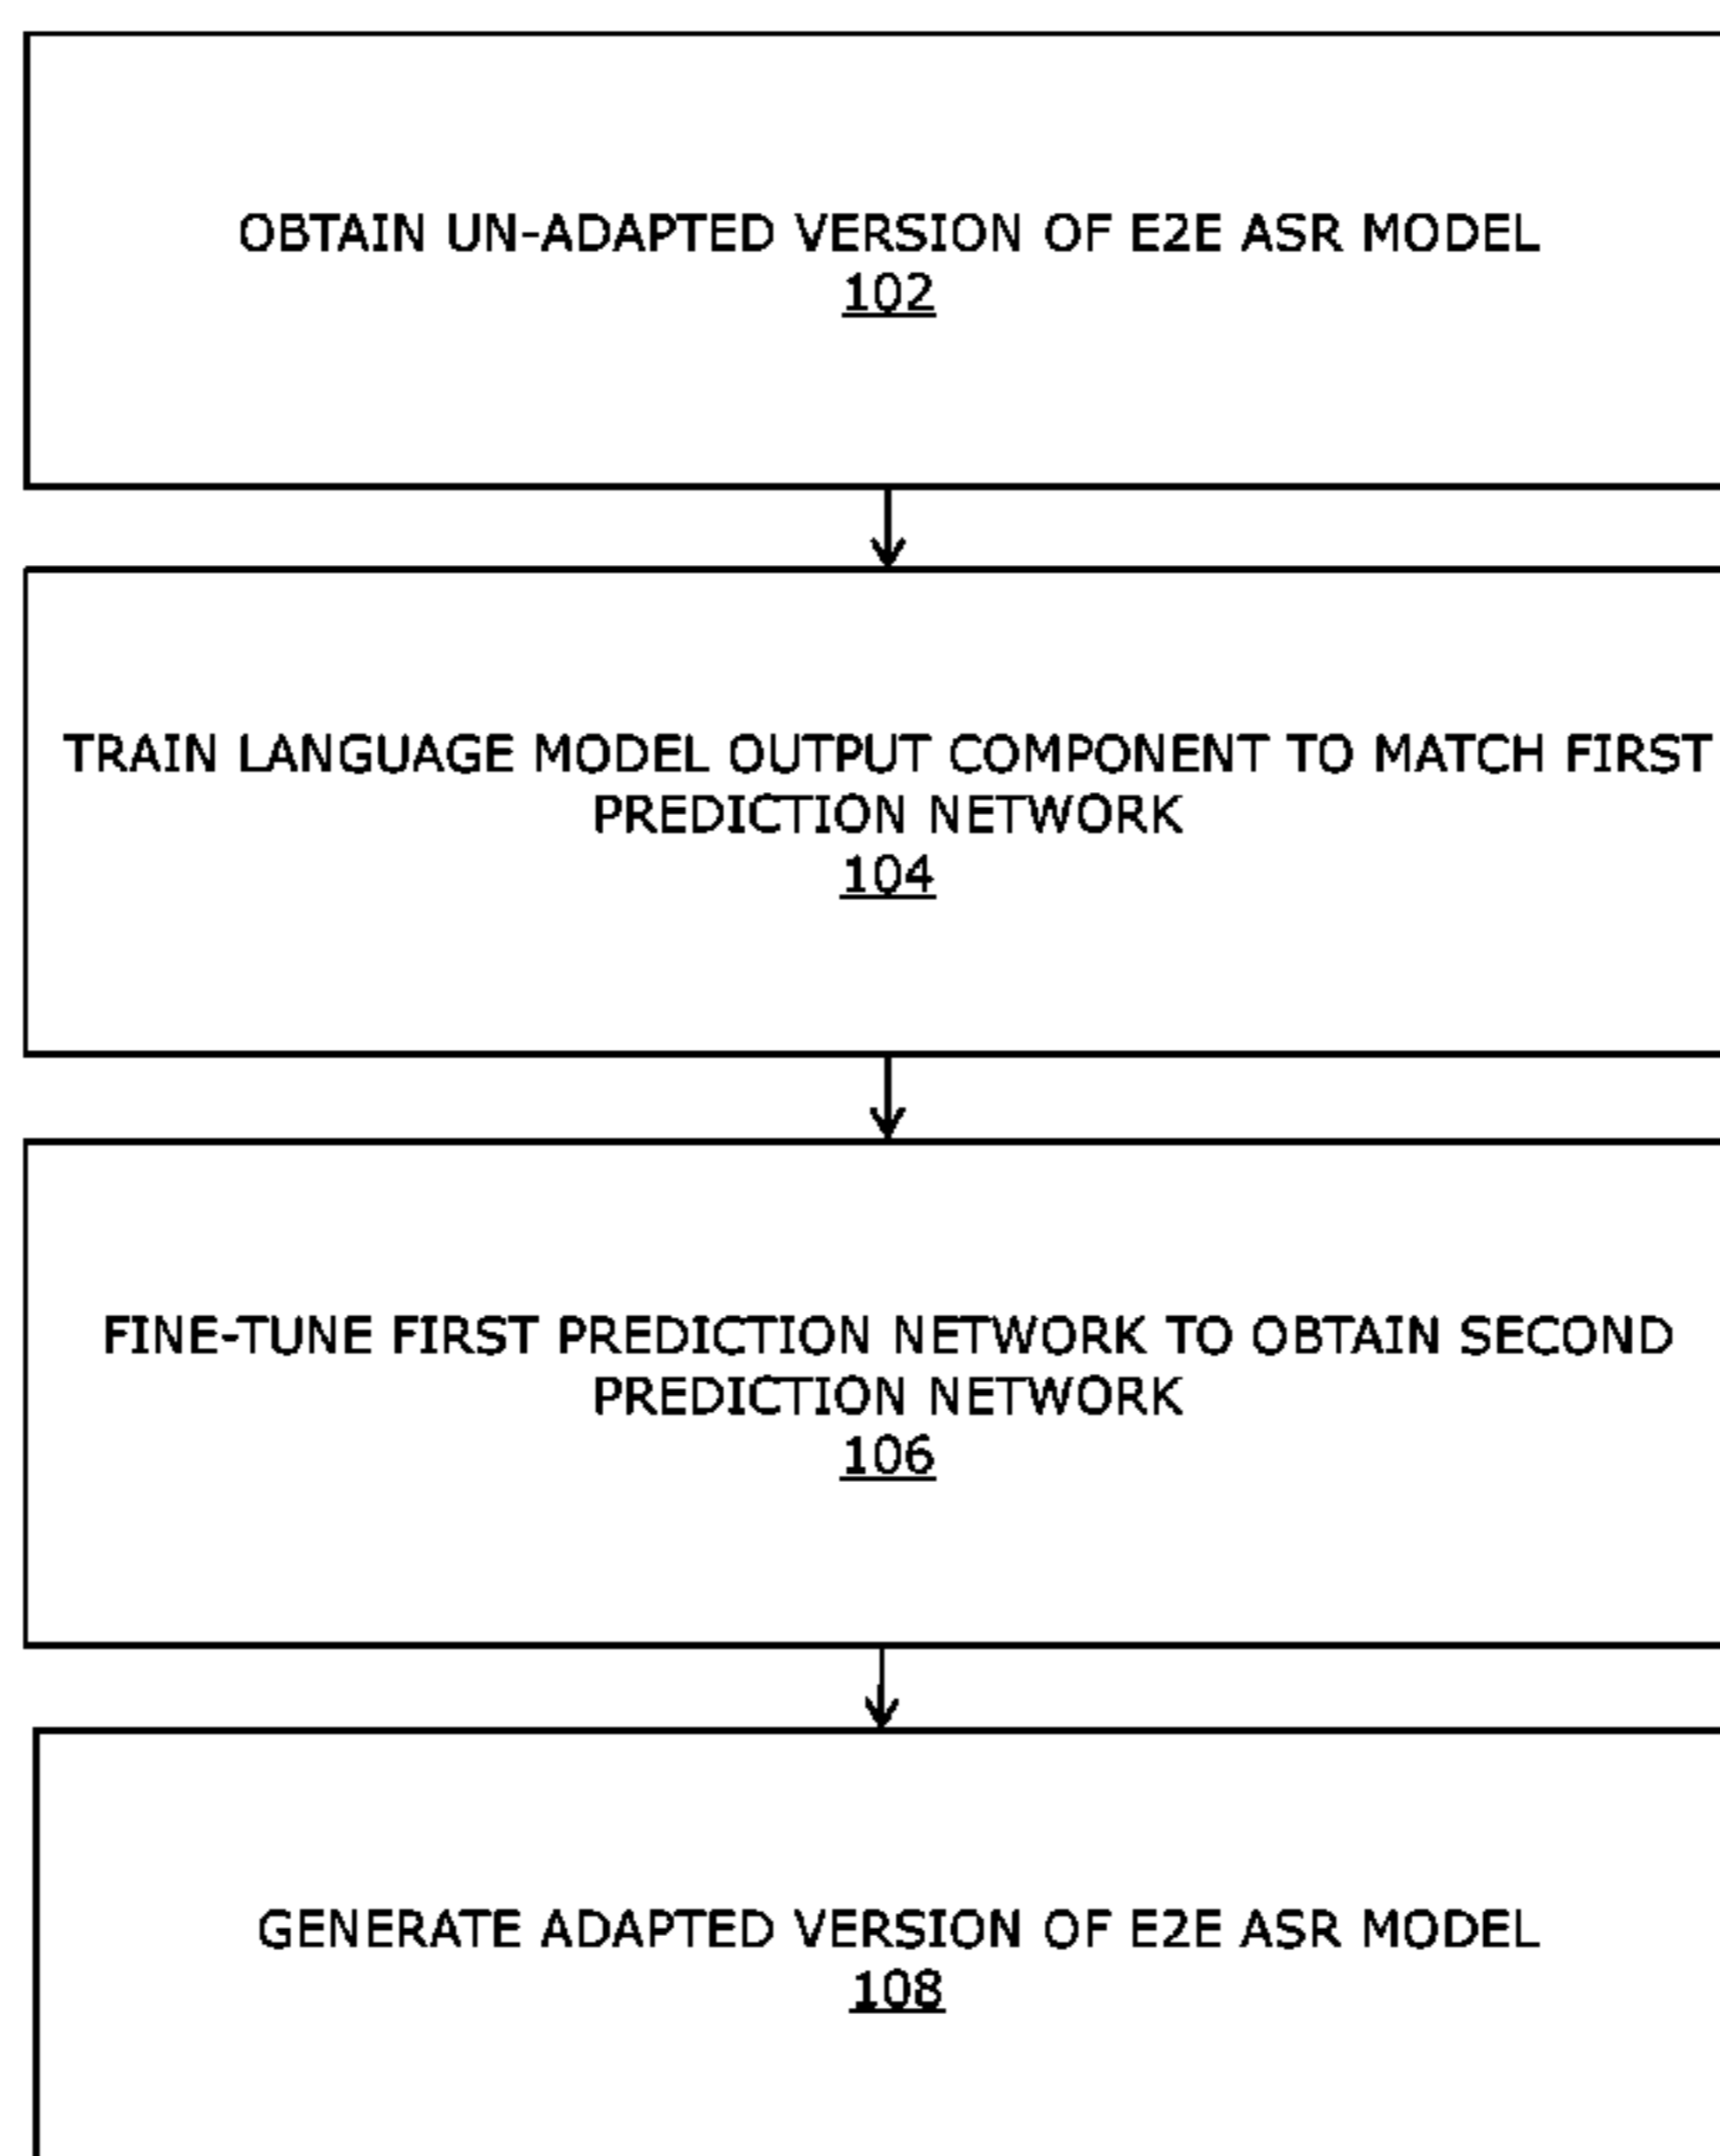 OBTAIN UN-ADAPTED VERSION OF E2E ASR MODEL
102
TRAIN LANGUAGE MODEL OUTPUT COMPONENT TO MATCH FIRST
PREDICTION NETWORK
104
FINE-TUNE FIRST PREDICTION NETWORK TO OBTAIN SECOND
PREDICTION NETWORK
106
GENERATE ADAPTED VERSION OF E2E ASR MODEL
108